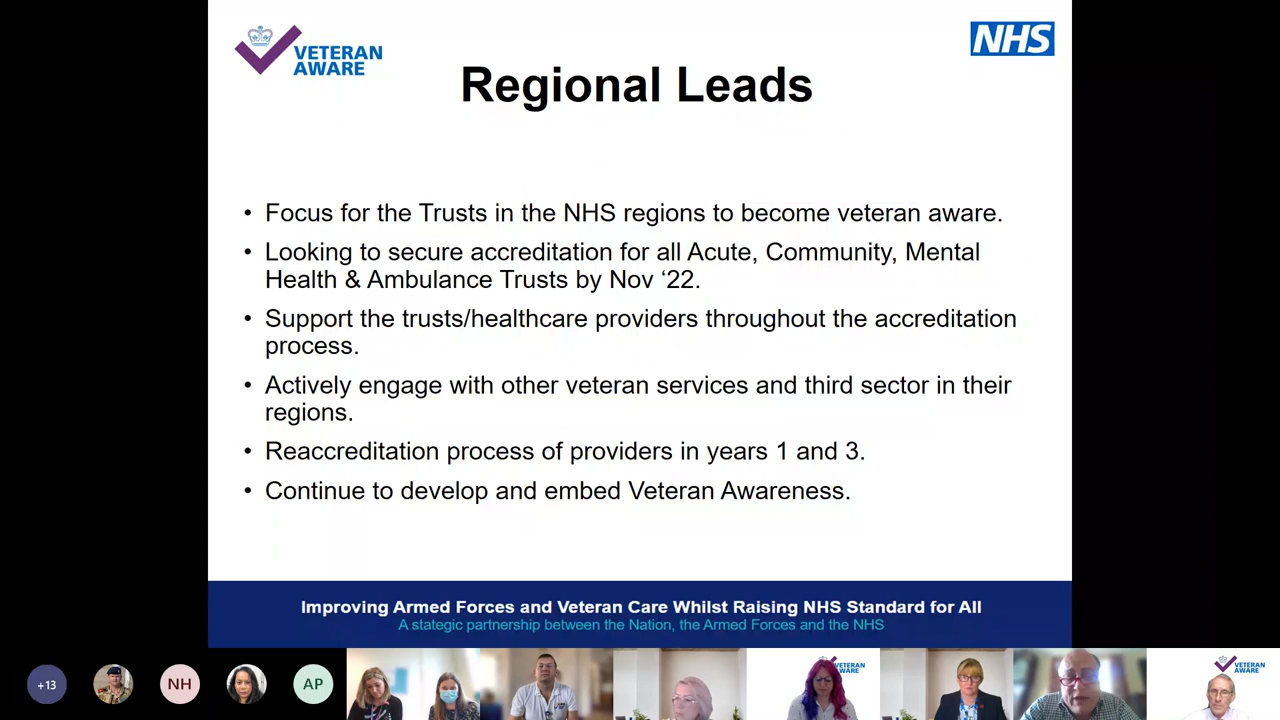 VETERAN
AWARE
NHS
Regional Leads
• Focus for the Trusts in the NHS regions to become veteran aware.
• Looking to secure accreditation for all Acute, Community, Mental
Health & Ambulance Trusts by Nov ‘22.
• Support the trusts/healthcare providers throughout the accreditation
process.
• Actively engage with other veteran services and third sector in their
regions.
• Reaccreditation process of providers in years 1 and 3.
• Continue to develop and embed Veteran Awareness.
Improving Armed Forces and Veteran Care Whilst Raising NHS Standard for All
A stategic partnership between the Nation, the Armed Forces and the NHS
+13
NH
AP
VETERAN
AWARE
VETERAN
AWARE